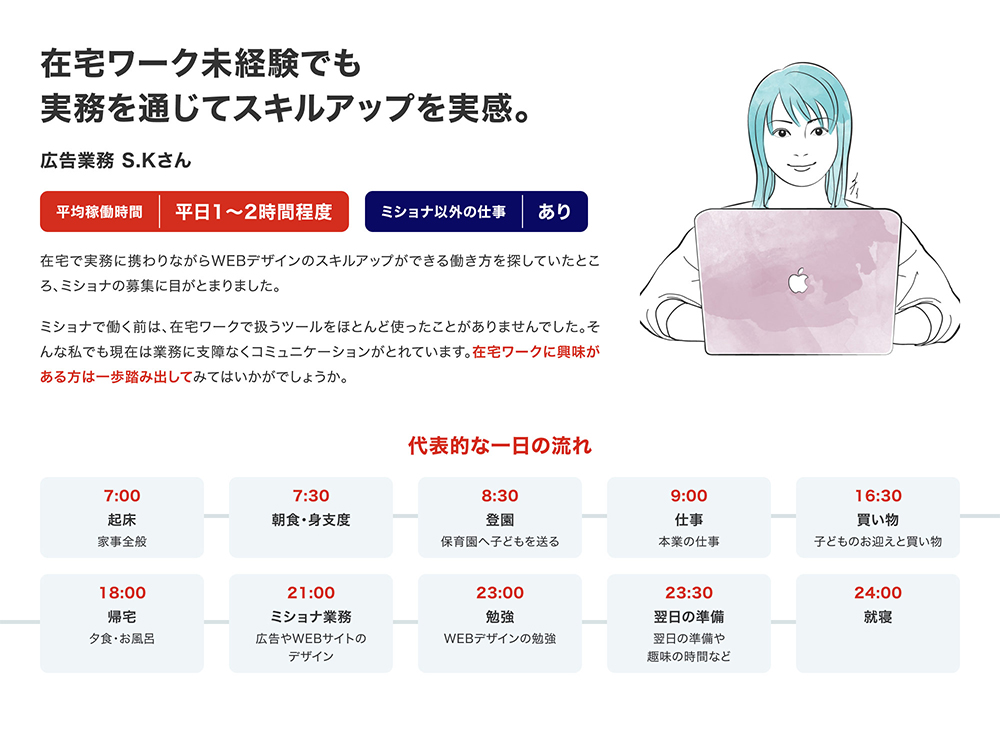 在宅ワーク未経験でも
実務を通じてスキルアップを実感。
広告業務 S.Kさん
平均稼働時間 平日1〜2時間程度
ミショナ以外の仕事 あり
在宅で実務に携わりながらWEBデザインのスキルアップができる働き方を探していたとこ
ろ、ミショナの募集に目がとまりました。
ミショナで働く前は、在宅ワークで扱うツールをほとんど使ったことがありませんでした。そ
んな私でも現在は業務に支障なくコミュニケーションがとれています。在宅ワークに興味が
ある方は一歩踏み出してみてはいかがでしょうか。
代表的な一日の流れ
7:00
起床
家事全般
7:30
朝食・身支度
8:30
登園
保育園へ子どもを送る
9:00
仕事
本業の仕事
16:30
買い物
子どものお迎えと買い物
18:00
帰宅
夕食・お風呂
21:00
ミショナ業務
広告やWEBサイトの
デザイン
23:00
勉強
WEBデザインの勉強
23:30
翌日の準備
翌日の準備や
趣味の時間など
24:00
就寝